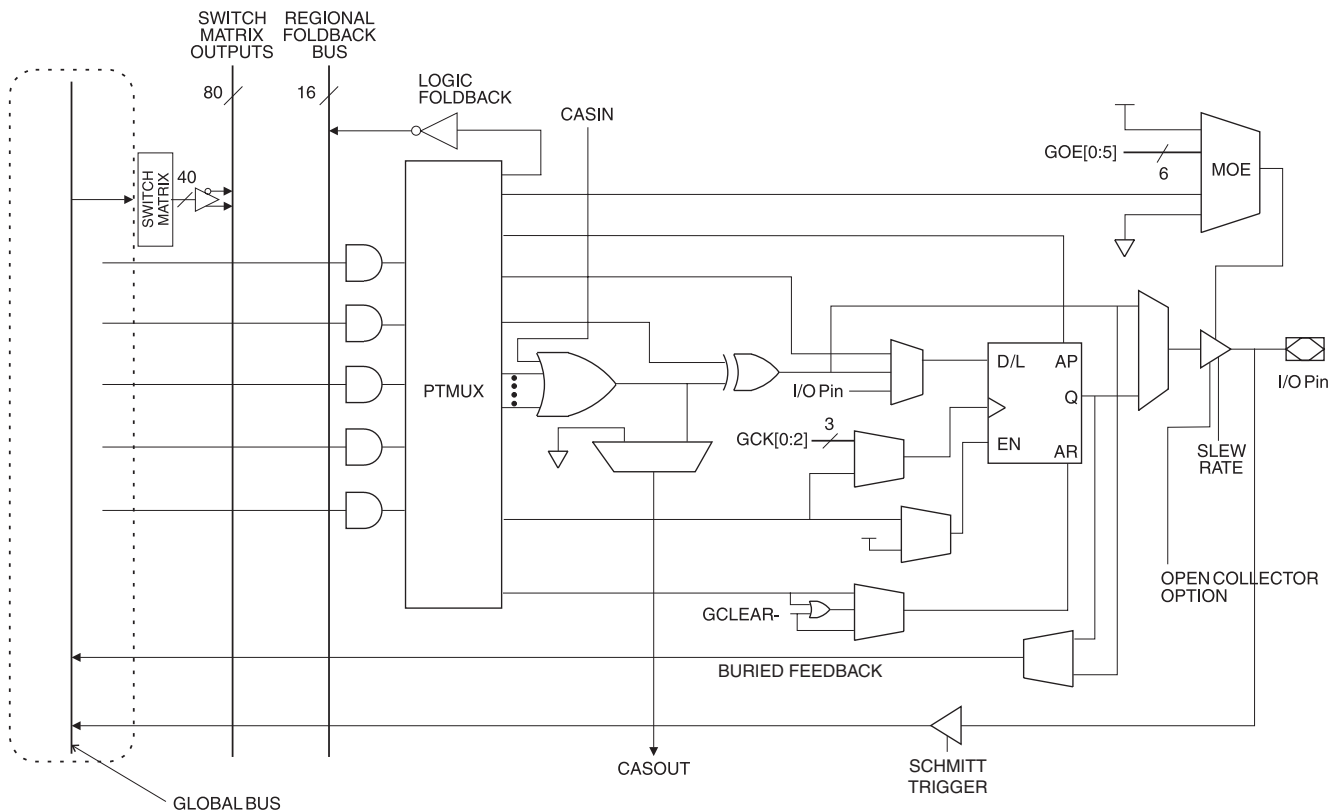 SWITCH
MATRIX
OUTPUTS
REGIONAL
FOLDBACK
BUS
80
16
LOGIC
FOLDBACK
CASIN
GOE[0:5]
6
MOE
SWITCH
MATRIX
40
PTMUX
I/O Pin
D/L
AP
Q
EN
AR
GCK[0:2]
3
I/O Pin
SLEW
RATE
OPEN COLLECTOR
OPTION
GCLEAR-
BURIED FEEDBACK
CASOUT
SCHMITT
TRIGGER
GLOBAL BUS